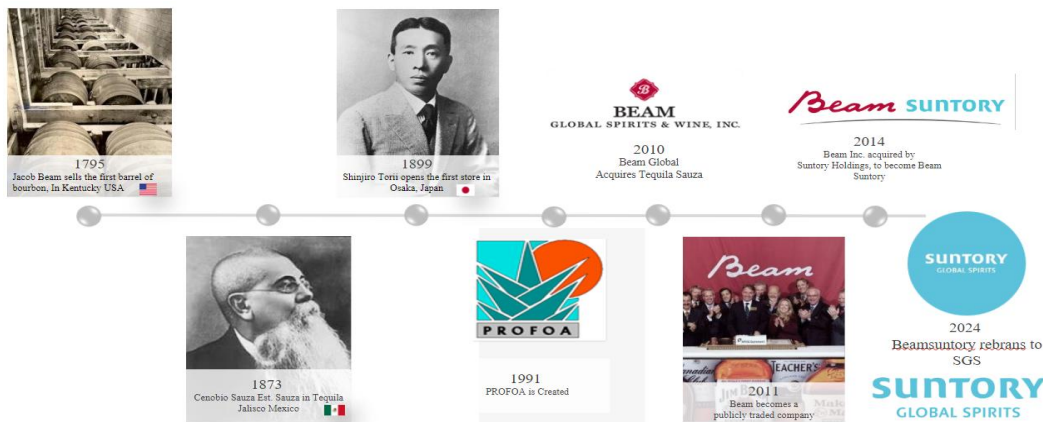 1795
Jacob Beam sells the first barrel of
bourbon, In Kentucky USA
1873
Cenobio Sauza Est. Sauza in Tequila
Jalisco Mexico
1899
Shinjiro Torii opens the first store in
Osaka, Japan
PROFOA
1991
PROFOA is Created
B
BEAM
GLOBAL SPIRITS & WINE, INC.
2010
Beam Global
Acquires Tequila Sauza
Beam
TEACHER'S
JIM BEAM
2011
Beam becomes a
publicly traded company
Beam SUNTORY
2014
Beam Inc. acquired by
Suntory Holdings, to become Beam
Suntory
SUNTORY
GLOBAL SPIRITS
2024
Beamsuntory rebrans to
SGS
SUNTORY
GLOBAL SPIRITS